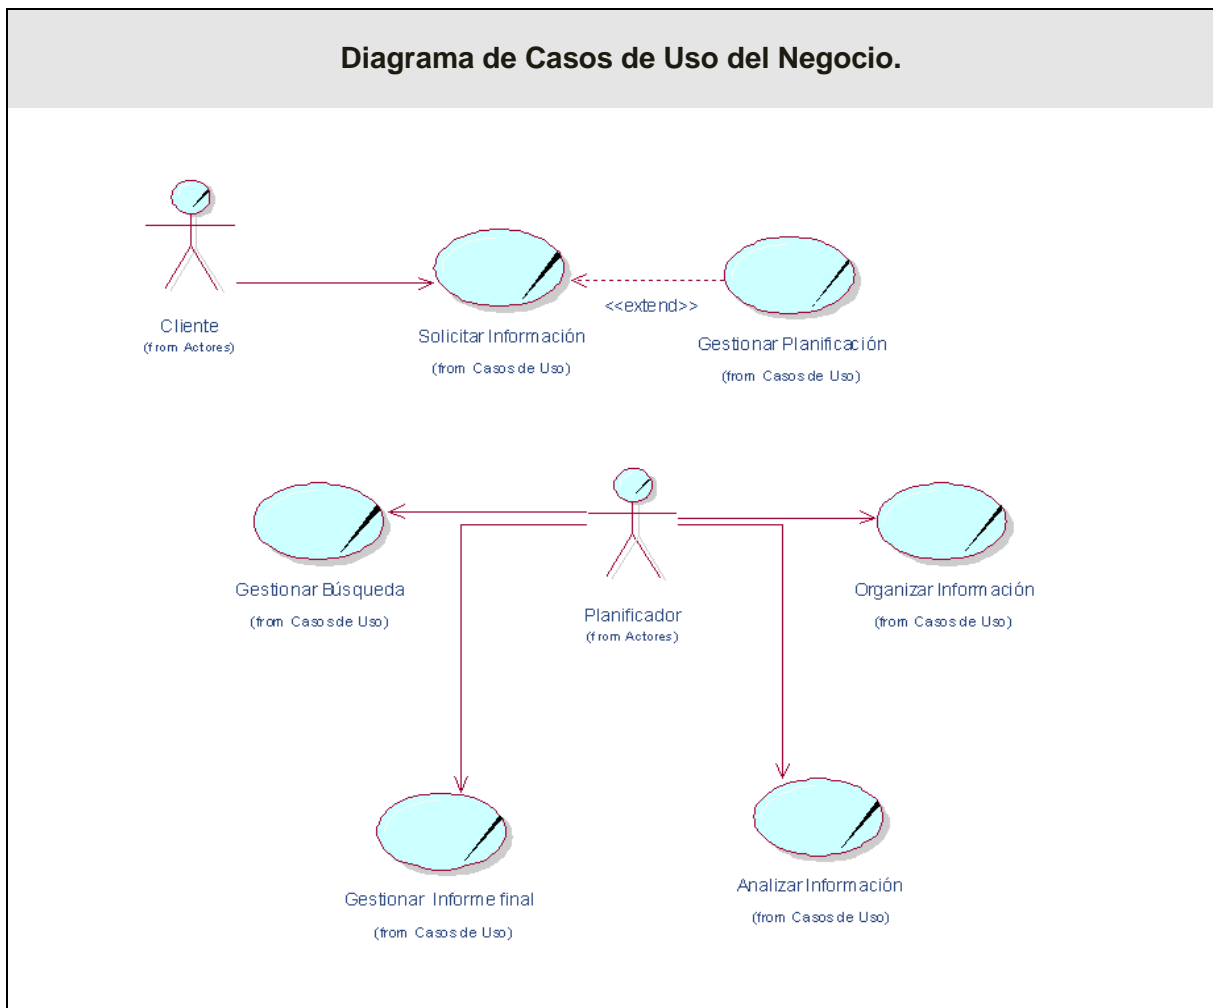 Diagrama de Casos de Uso del Negocio.
Cliente
(from Actores)
Solicitar Información
(from Casos de Uso)
<<extend>>
Gestionar Planificación
(from Casos de Uso)
Gestionar Búsqueda
(from Casos de Uso)
Planificador
(from Actores)
Organizar Información
(from Casos de Uso)
Gestionar Informe final
(from Casos de Uso)
Analizar Información
(from Casos de Uso)